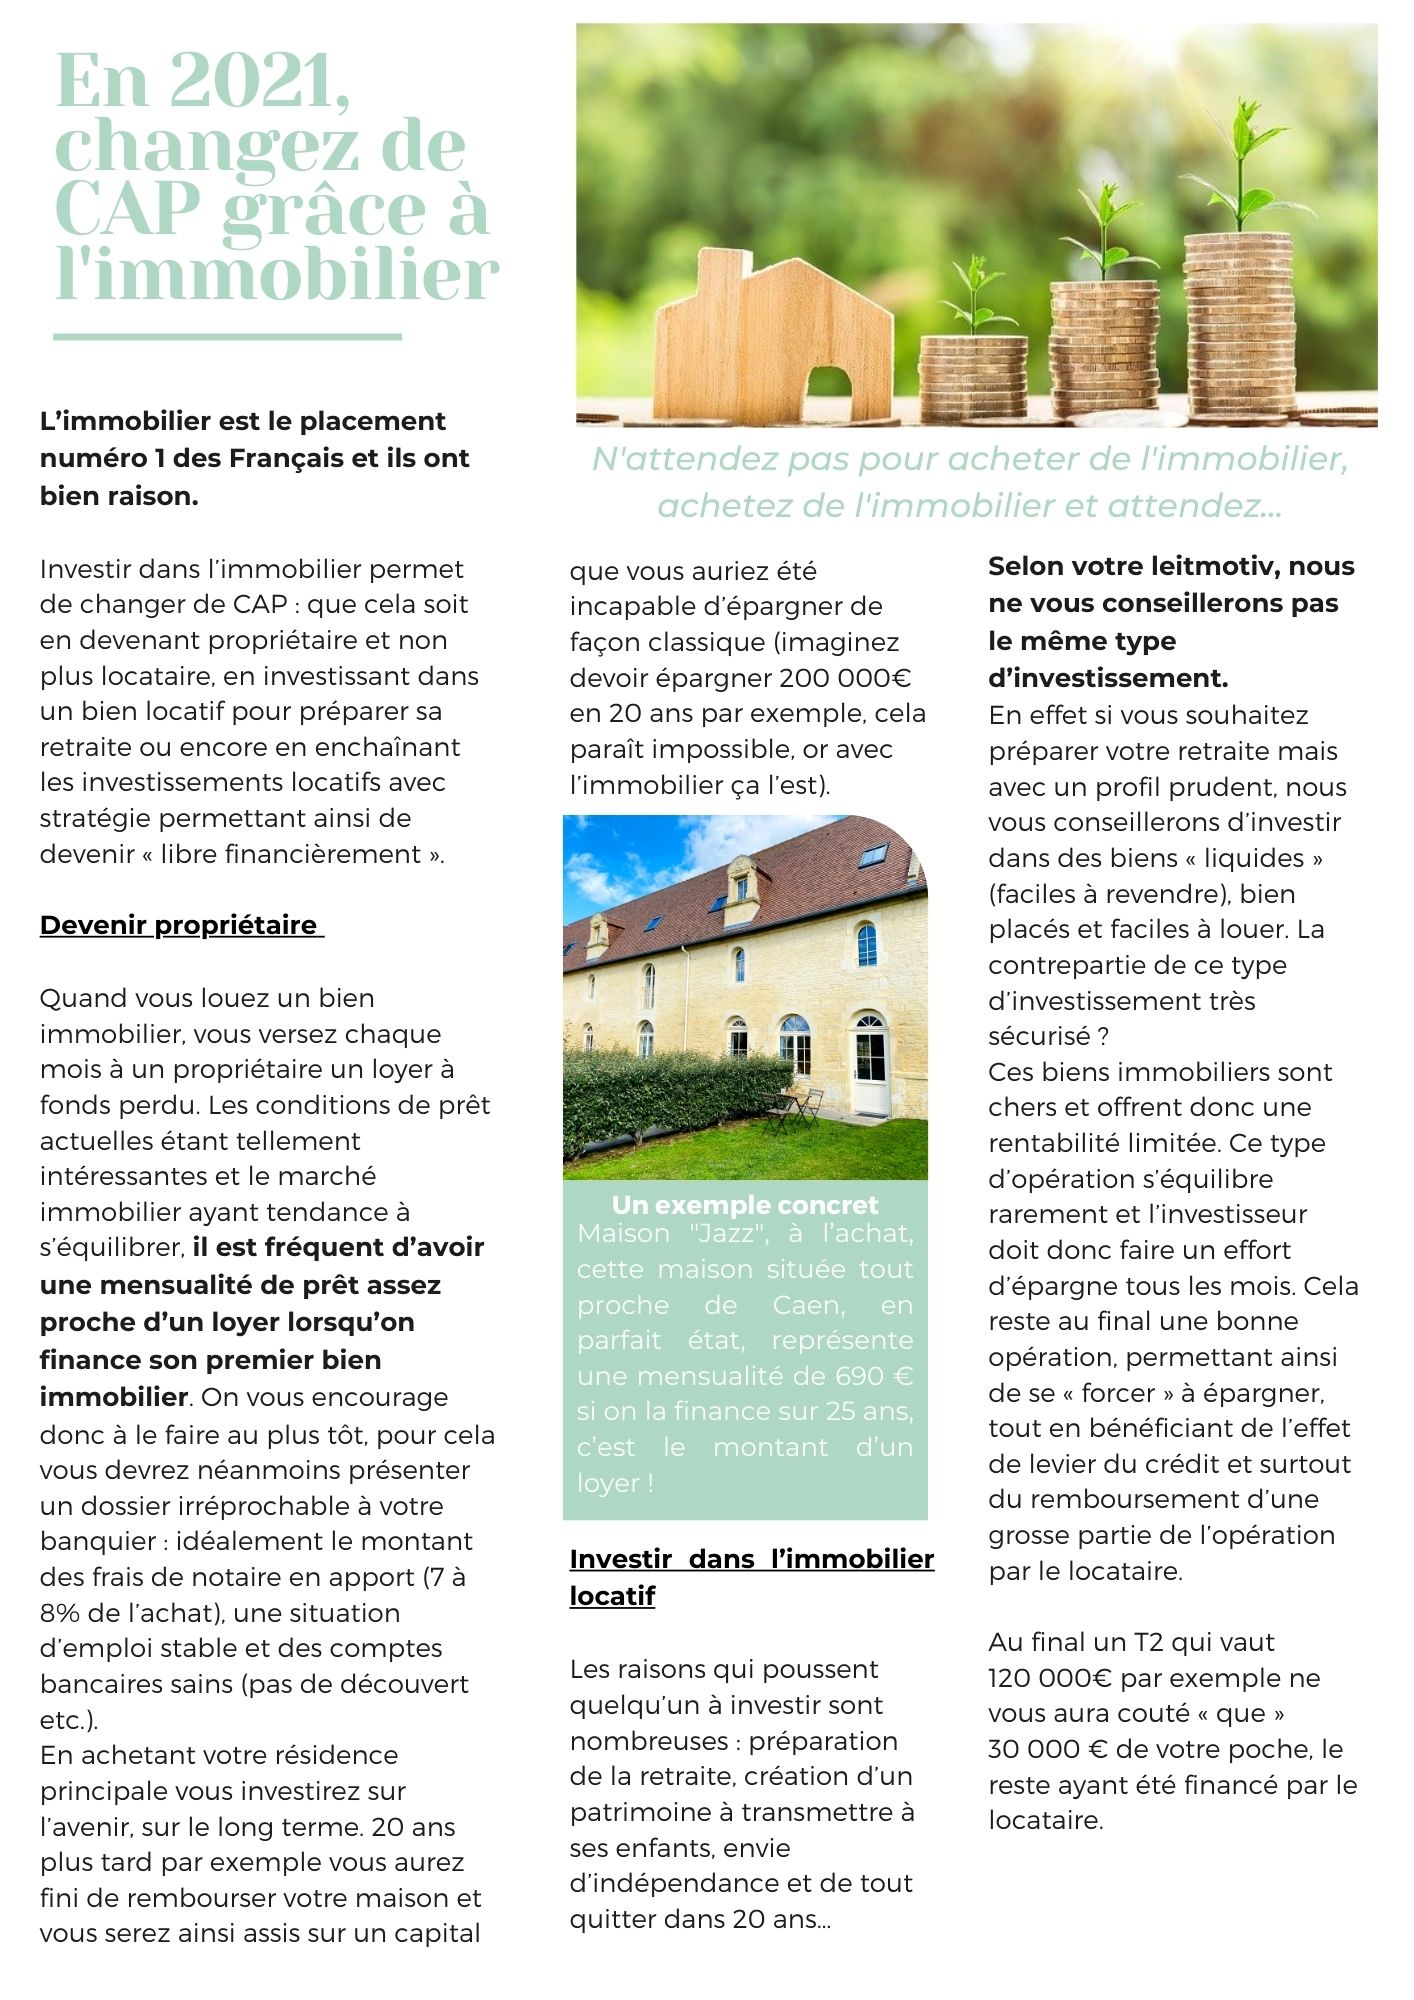 En 2021,
changez de
CAP grâce à
l'immobilier
L’immobilier est le placement
numéro 1 des Français et ils ont
bien raison.
Investir dans l’immobilier permet
de changer de CAP : que cela soit
en devenant propriétaire et non
plus locataire, en investissant dans
un bien locatif pour préparer sa
retraite ou encore en enchaînant
les investissements locatifs avec
stratégie permettant ainsi de
devenir « libre financièrement ».
Devenir propriétaire
Quand vous louez un bien
immobilier, vous versez chaque
mois à un propriétaire un loyer à
fonds perdu. Les conditions de prêt
actuelles étant tellement
intéressantes et le marché
immobilier ayant tendance à
s’équilibrer, il est fréquent d’avoir
une mensualité de prêt assez
proche d’un loyer lorsqu’on
finance son premier bien
immobilier. On vous encourage
donc à le faire au plus tôt, pour cela
vous devrez néanmoins présenter
un dossier irréprochable à votre
banquier : idéalement le montant
des frais de notaire en apport (7 à
8% de l’achat), une situation
d’emploi stable et des comptes
bancaires sains (pas de découvert
etc.).
En achetant votre résidence
principale vous investirez sur
l’avenir, sur le long terme. 20 ans
plus tard par exemple vous aurez
fini de rembourser votre maison et
vous serez ainsi assis sur un capital
N'attendez pas pour acheter de l'immobilier,
achetez de l'immobilier et attendez...
que vous auriez été
incapable d’épargner de
façon classique (imaginez
devoir épargner 200 000€
en 20 ans par exemple, cela
paraît impossible, or avec
l’immobilier ça l’est).
Un exemple concret
Maison "Jazz", à l’achat,
cette maison située tout
proche de Caen, en
parfait état, représente
une mensualité de 690 €
si on la finance sur 25 ans,
c’est le montant d’un
loyer !
Investir dans l’immobilier
locatif
Les raisons qui poussent
quelqu’un à investir sont
nombreuses : préparation
de la retraite, création d’un
patrimoine à transmettre à
ses enfants, envie
d’indépendance et de tout
quitter dans 20 ans…
Selon votre leitmotiv, nous
ne vous conseillerons pas
le même type
d’investissement.
En effet si vous souhaitez
préparer votre retraite mais
avec un profil prudent, nous
vous conseillerons d’investir
dans des biens « liquides »
(faciles à revendre), bien
placés et faciles à louer. La
contrepartie de ce type
d’investissement très
sécurisé ?
Ces biens immobiliers sont
chers et offrent donc une
rentabilité limitée. Ce type
d’opération s’équilibre
rarement et l’investisseur
doit donc faire un effort
d’épargne tous les mois. Cela
reste au final une bonne
opération, permettant ainsi
de se « forcer » à épargner,
tout en bénéficiant de l’effet
de levier du crédit et surtout
du remboursement d’une
grosse partie de l’opération
par le locataire.
Au final un T2 qui vaut
120 000€ par exemple ne
vous aura couté « que »
30 000 € de votre poche, le
reste ayant été financé par le
locataire.